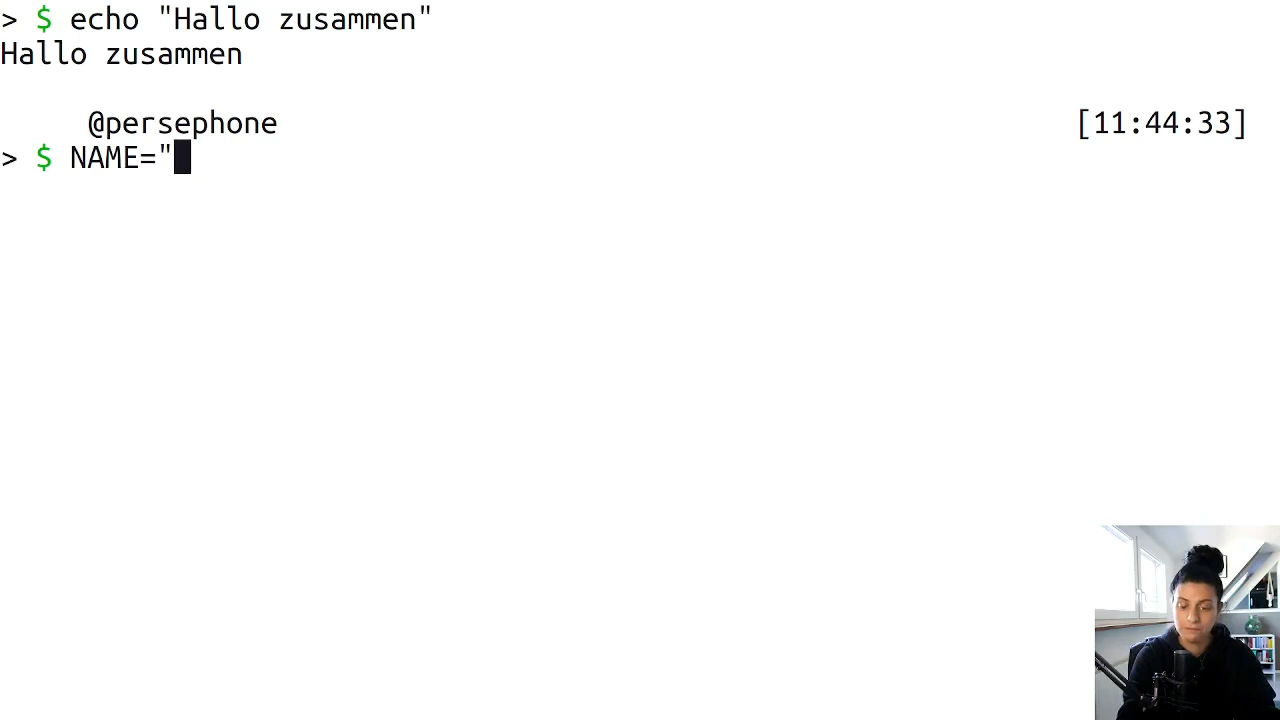 > $ echo "Hallo zusammen"
Hallo zusammen
@persephone [11:44:33]
> $ NAME="